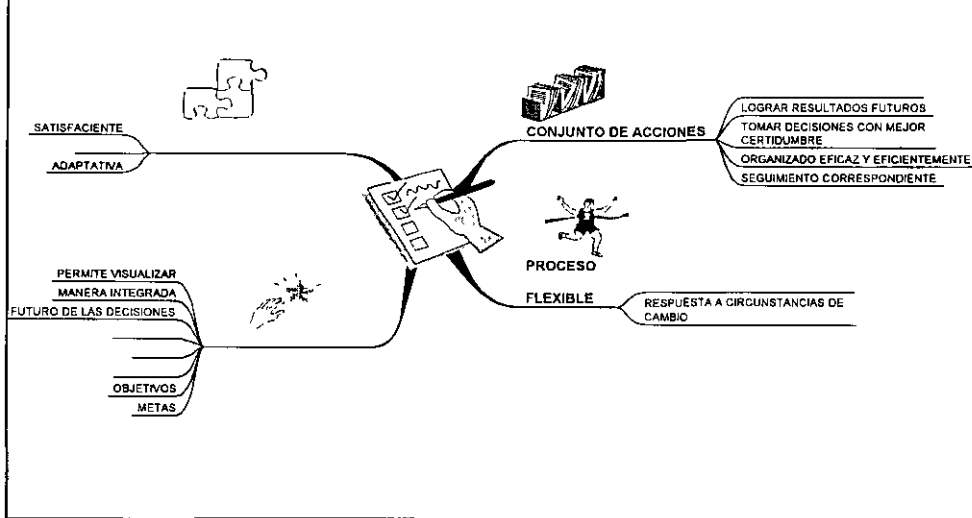 SATISFACIENTE
ADAPTATIVA
CONJUNTO DE ACCIONES
LOGRAR RESULTADOS FUTUROS
TOMAR DECISIONES CON MEJOR
CERTIDUMBRE
ORGANIZADO EFICAZ Y EFICIENTEMENTE
SEGUIMIENTO CORRESPONDIENTE
PROCESO
FLEXIBLE
RESPUESTA A CIRCUNSTANCIAS DE
CAMBIO
PERMITE VISUALIZAR
MANERA INTEGRADA
FUTURO DE LAS DECISIONES
OBJETIVOS
METAS